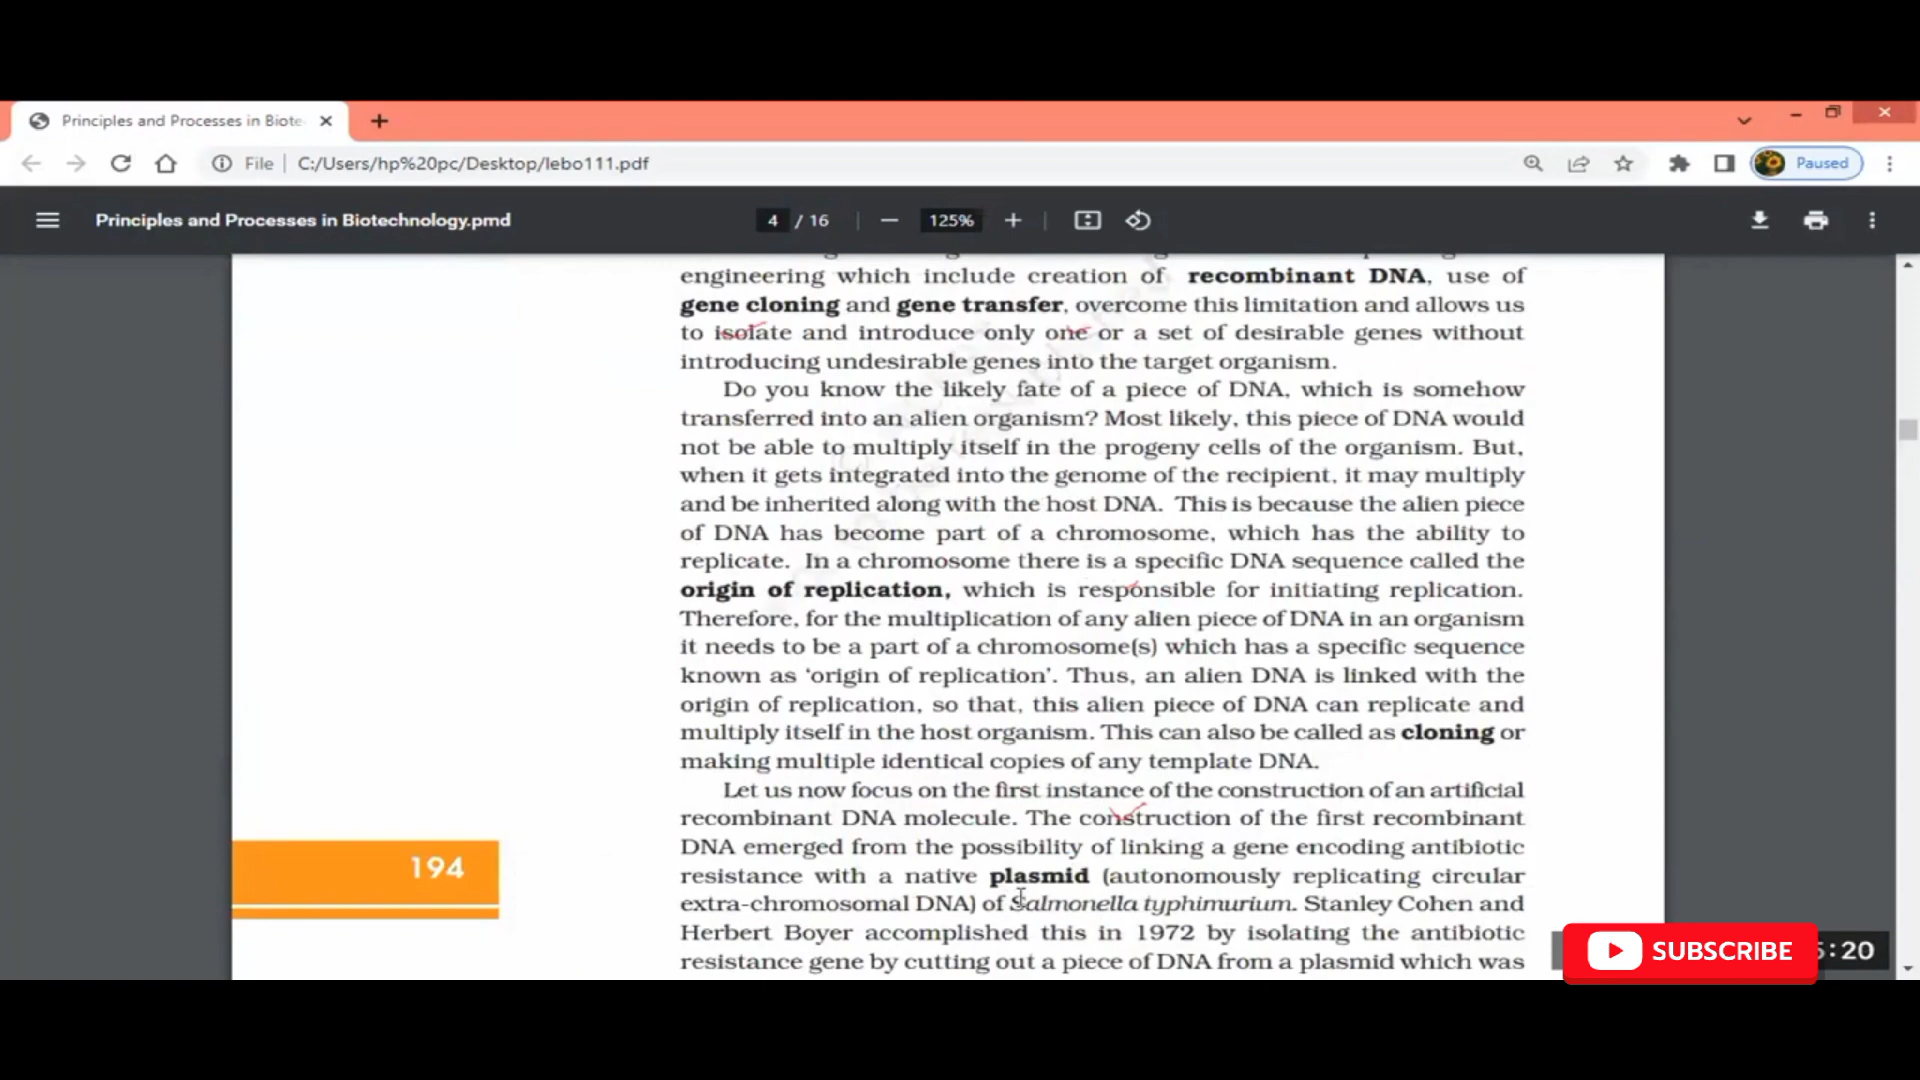 Principles and Processes in Biote
Paused
File
C:/Users/hp%20pc/Desktop/lebo111.pdf
Principles and Processes in Biotechnology.pmd
4 / 16
125%
engineering which include creation of recombinant DNA, use of
gene cloning and gene transfer, overcome this limitation and allows us
to isolate and introduce only one or a set of desirable genes without
introducing undesirable genes into the target organism.
Do you know the likely fate of a piece of DNA, which is somehow
transferred into an alien organism? Most likely, this piece of DNA would
not be able to multiply itself in the progeny cells of the organism. But,
when it gets integrated into the genome of the recipient, it may multiply
and be inherited along with the host DNA. This is because the alien piece
of DNA has become part of a chromosome, which has the ability to
replicate. In a chromosome there is a specific DNA sequence called the
origin of replication, which is responsible for initiating replication.
Therefore, for the multiplication of any alien piece of DNA in an organism
it needs to be a part of a chromosome(s) which has a specific sequence
known as ‘origin of replication’. Thus, an alien DNA is linked with the
origin of replication, so that, this alien piece of DNA can replicate and
multiply itself in the host organism. This can also be called as cloning or
making multiple identical copies of any template DNA.
Let us now focus on the first instance of the construction of an artificial
recombinant DNA molecule. The construction of the first recombinant
DNA emerged from the possibility of linking a gene encoding antibiotic
resistance with a native plasmid (autonomously replicating circular
extra-chromosomal DNA) of Salmonella typhimurium. Stanley Cohen and
Herbert Boyer accomplished this in 1972 by isolating the antibiotic
resistance gene by cutting out a piece of DNA from a plasmid which was
194
SUBSCRIBE
:20